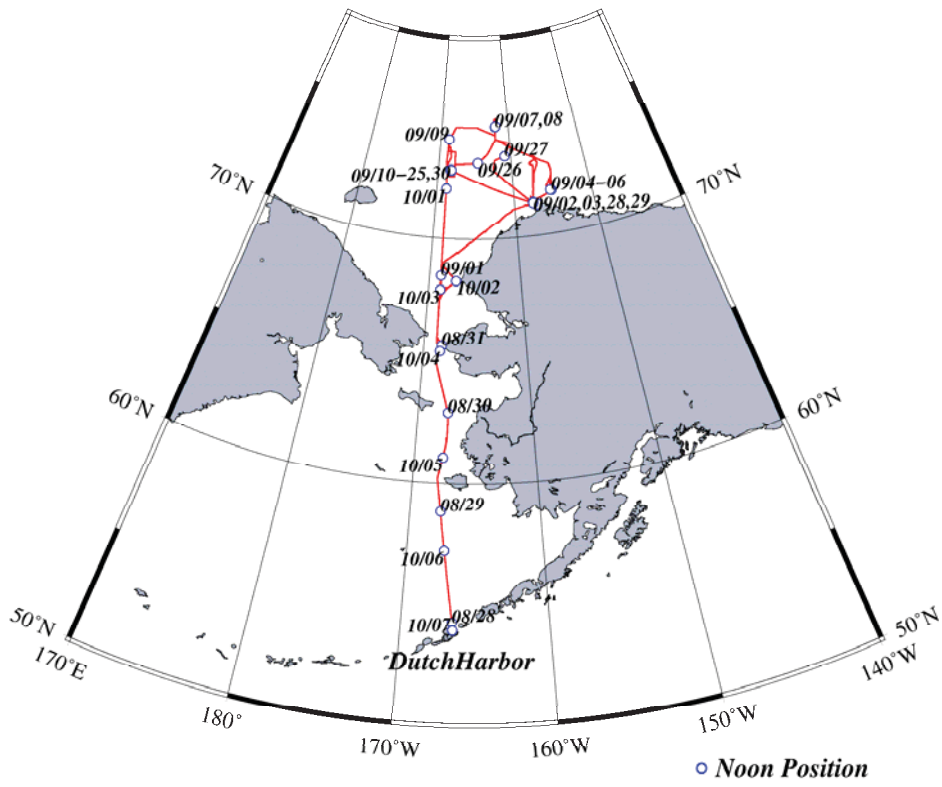 09/07,08
09/09
09/27
09/26
70°N
70°N
09/10−25,30
09/04−06
10/01
09/02,03,28,29
09/01
10/02
10/03
08/31
10/04
60°N
60°N
08/30
10/05
08/29
10/06
10/07
08/28
50°N
50°N
DutchHarbor
170°E
140°W
180°
150°W
170°W
160°W
Noon Position